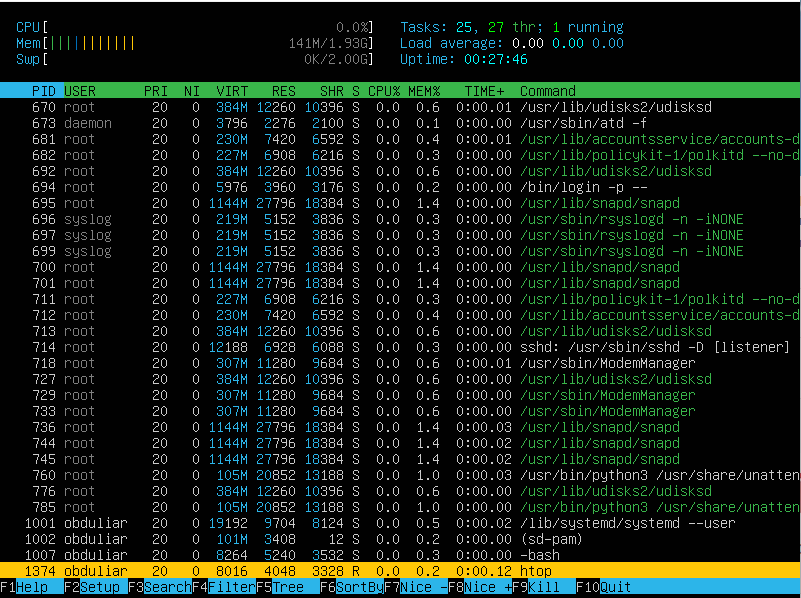 CPU[ 0.0%] Tasks: 25, 27 thr; 1 running
Mem[||||||||||| 141M/1.93G] Load average: 0.00 0.00 0.00
Swp[ 0K/2.00G] Uptime: 00:27:46
PID USER PRI NI VIRT RES SHR S CPU% MEM% TIME+ Command
670 root 20 0 384M 12260 10396 S 0.0 0.6 0:00.01 /usr/lib/udisks2/udisksd
673 daemon 20 0 3796 2276 2100 S 0.0 0.1 0:00.00 /usr/sbin/atd -f
681 root 20 0 230M 7420 6592 S 0.0 0.4 0:00.01 /usr/lib/accountsservice/accounts-d
682 root 20 0 227M 6908 6216 S 0.0 0.3 0:00.00 /usr/lib/policykit-1/polkitd --no-d
692 root 20 0 384M 12260 10396 S 0.0 0.6 0:00.00 /usr/lib/udisks2/udisksd
694 root 20 0 5976 3960 3176 S 0.0 0.2 0:00.00 /bin/login -p --
695 root 20 0 1144M 27796 18384 S 0.0 1.4 0:00.00 /usr/lib/snapd/snapd
696 syslog 20 0 219M 5152 3836 S 0.0 0.3 0:00.00 /usr/sbin/rsyslogd -n -iNONE
697 syslog 20 0 219M 5152 3836 S 0.0 0.3 0:00.00 /usr/sbin/rsyslogd -n -iNONE
699 syslog 20 0 219M 5152 3836 S 0.0 0.3 0:00.00 /usr/sbin/rsyslogd -n -iNONE
700 root 20 0 1144M 27796 18384 S 0.0 1.4 0:00.00 /usr/lib/snapd/snapd
701 root 20 0 1144M 27796 18384 S 0.0 1.4 0:00.00 /usr/lib/snapd/snapd
711 root 20 0 227M 6908 6216 S 0.0 0.3 0:00.00 /usr/lib/policykit-1/polkitd --no-d
712 root 20 0 230M 7420 6592 S 0.0 0.4 0:00.00 /usr/lib/accountsservice/accounts-d
713 root 20 0 384M 12260 10396 S 0.0 0.6 0:00.00 /usr/lib/udisks2/udisksd
714 root 20 0 12188 6928 6088 S 0.0 0.3 0:00.00 sshd: /usr/sbin/sshd -D [listener]
718 root 20 0 307M 11280 9684 S 0.0 0.6 0:00.01 /usr/sbin/ModemManager
727 root 20 0 384M 12260 10396 S 0.0 0.6 0:00.00 /usr/lib/udisks2/udisksd
729 root 20 0 307M 11280 9684 S 0.0 0.6 0:00.00 /usr/sbin/ModemManager
733 root 20 0 307M 11280 9684 S 0.0 0.6 0:00.00 /usr/sbin/ModemManager
736 root 20 0 1144M 27796 18384 S 0.0 1.4 0:00.03 /usr/lib/snapd/snapd
744 root 20 0 1144M 27796 18384 S 0.0 1.4 0:00.02 /usr/lib/snapd/snapd
745 root 20 0 1144M 27796 18384 S 0.0 1.4 0:00.02 /usr/lib/snapd/snapd
760 root 20 0 105M 20852 13188 S 0.0 1.0 0:00.03 /usr/bin/python3 /usr/share/unatten
776 root 20 0 384M 12260 10396 S 0.0 0.6 0:00.00 /usr/lib/udisks2/udisksd
785 root 20 0 105M 20852 13188 S 0.0 1.0 0:00.00 /usr/bin/python3 /usr/share/unatten
1001 obduliar 20 0 19192 9704 8124 S 0.0 0.5 0:00.02 /lib/systemd/systemd --user
1002 obduliar 20 0 101M 3408 12 S 0.0 0.2 0:00.00 (sd-pam)
1007 obduliar 20 0 8264 5240 3532 S 0.0 0.3 0:00.00 -bash
1374 obduliar 20 0 8016 4048 3328 R 0.0 0.2 0:00.12 htop
F1Help F2Setup F3SearchF4FilterF5Tree F6SortByF7Nice -F8Nice +F9Kill F10Quit